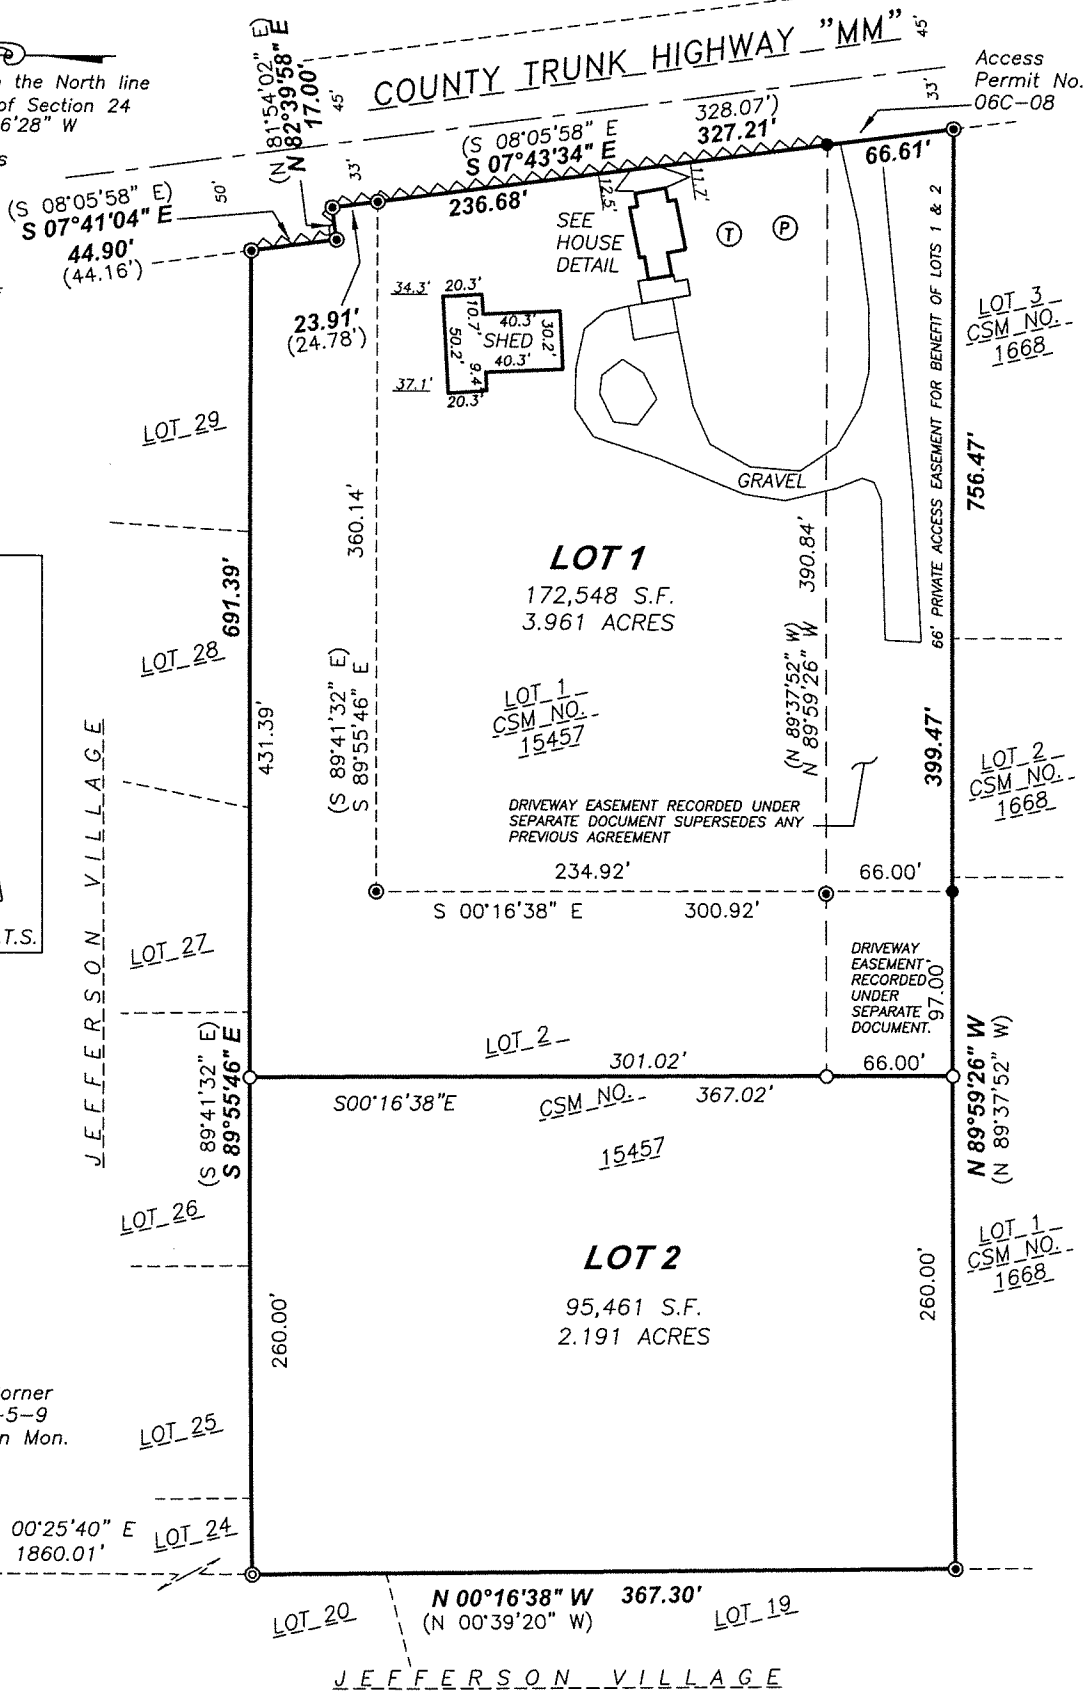 COUNTY TRUNK HIGHWAY "MM"
45'
the North line
of Section 24
6'28" W
(N 81°54'02" E)
N 82°39'58" E
17.00'
45'
33'
50'
(S 08°05'58" E)
S 07°41'04" E
44.90'
(44.16')
(S 08°05'58" E
S 07°43'34" E
328.07')
327.21'
236.68'
33'
Access
Permit No.
06C-08
66.61'
12.5'
11.7'
SEE
HOUSE
DETAIL
T
P
23.91'
(24.78')
34.3'
20.3'
10.7'
40.3'
SHED
40.3'
30.2'
50.2'
9.4'
37.1'
20.3'
LOT 3
CSM NO.
1668
66' PRIVATE ACCESS EASEMENT FOR BENEFIT OF LOTS 1 & 2
756.47'
LOT 29
GRAVEL
360.14'
390.84'
LOT 1
172,548 S.F.
3.961 ACRES
691.39'
LOT 28
431.39'
(S 89°41'32" E)
S 89°55'46" E
LOT 1
CSM NO.
15457
(N 89°37'52" W)
N 89°59'26" W
399.47'
LOT 2
CSM NO.
1668
DRIVEWAY EASEMENT RECORDED UNDER
SEPARATE DOCUMENT SUPERSEDES ANY
PREVIOUS AGREEMENT
234.92'
66.00'
S 00°16'38" E
300.92'
JEFFERSON VILLAGE
.T.S.
LOT 27
DRIVEWAY
EASEMENT
RECORDED
UNDER
SEPARATE
DOCUMENT.
97.00'
LOT 2
301.02'
66.00'
S00°16'38"E
CSM NO.
367.02'
15457
(S 89°41'32" E)
S 89°55'46" E
N 89°59'26" W
(N 89°37'52" W)
LOT 26
LOT 2
95,461 S.F.
2.191 ACRES
LOT 1
CSM NO.
1668
260.00'
260.00'
orner
-5-9
n Mon.
LOT 25
00°25'40" E
1860.01'
LOT 24
N 00°16'38" W
367.30'
(N 00°39'20" W)
LOT 20
LOT 19
JEFFERSON VILLAGE